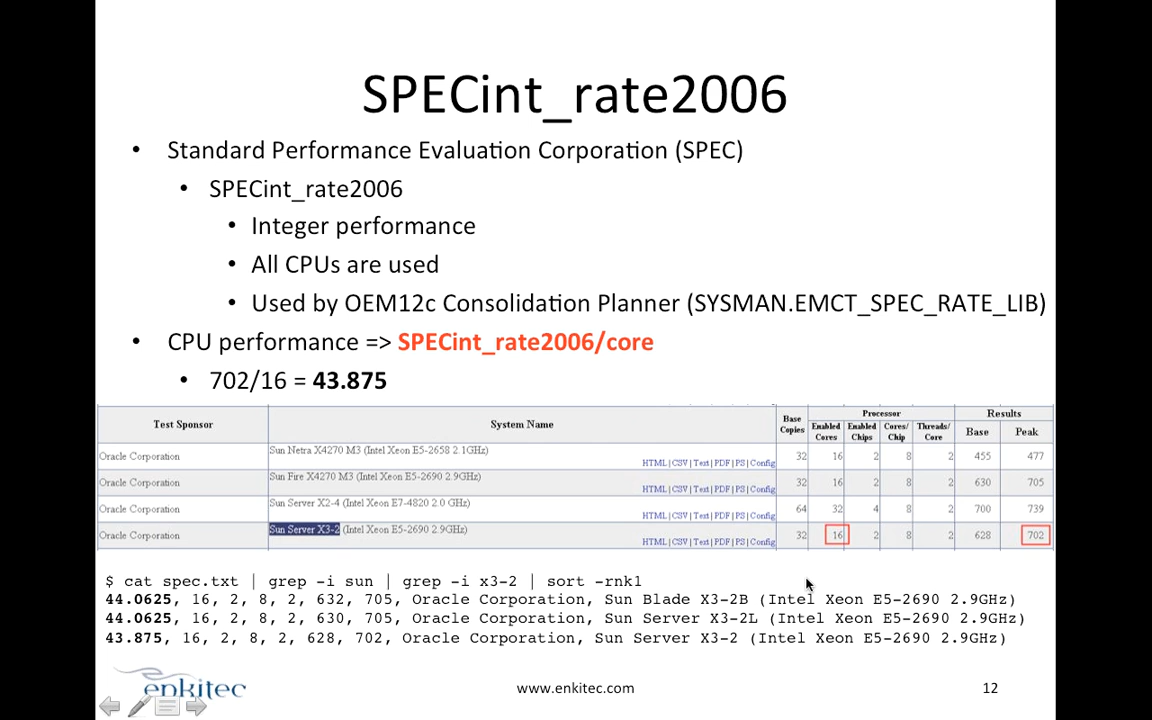 SPECint_rate2006
• Standard Performance Evaluation Corporation (SPEC)
• SPECint_rate2006
• Integer performance
• All CPUs are used
• Used by OEM12c Consolidation Planner (SYSMAN.EMCT_SPEC_RATE_LIB)
• CPU performance => SPECint_rate2006/core
• 702/16 = 43.875
Test Sponsor System Name Base Copies Processor Results
Enabled Cores Enabled Chips Cores/Chip Threads/Core Base Peak
Oracle Corporation Sun Netra X4270 M3 (Intel Xeon E5-2658 2.1GHz) HTML | CSV | Text | PDF | PS | Config 32 16 2 8 2 455 477
Oracle Corporation Sun Fire X4270 M3 (Intel Xeon E5-2690 2.9GHz) HTML | CSV | Text | PDF | PS | Config 32 16 2 8 2 630 705
Oracle Corporation Sun Server X2-4 (Intel Xeon E7-4820 2.0 GHz) HTML | CSV | Text | PDF | PS | Config 64 32 4 8 2 700 739
Oracle Corporation Sun Server X3-2 (Intel Xeon E5-2690 2.9GHz) HTML | CSV | Text | PDF | PS | Config 32 16 2 8 2 628 702
$ cat spec.txt | grep -i sun | grep -i x3-2 | sort -rnk1
44.0625, 16, 2, 8, 2, 632, 705, Oracle Corporation, Sun Blade X3-2B (Intel Xeon E5-2690 2.9GHz)
44.0625, 16, 2, 8, 2, 630, 705, Oracle Corporation, Sun Server X3-2L (Intel Xeon E5-2690 2.9GHz)
43.875, 16, 2, 8, 2, 628, 702, Oracle Corporation, Sun Server X3-2 (Intel Xeon E5-2690 2.9GHz)
enkitec
www.enkitec.com
12